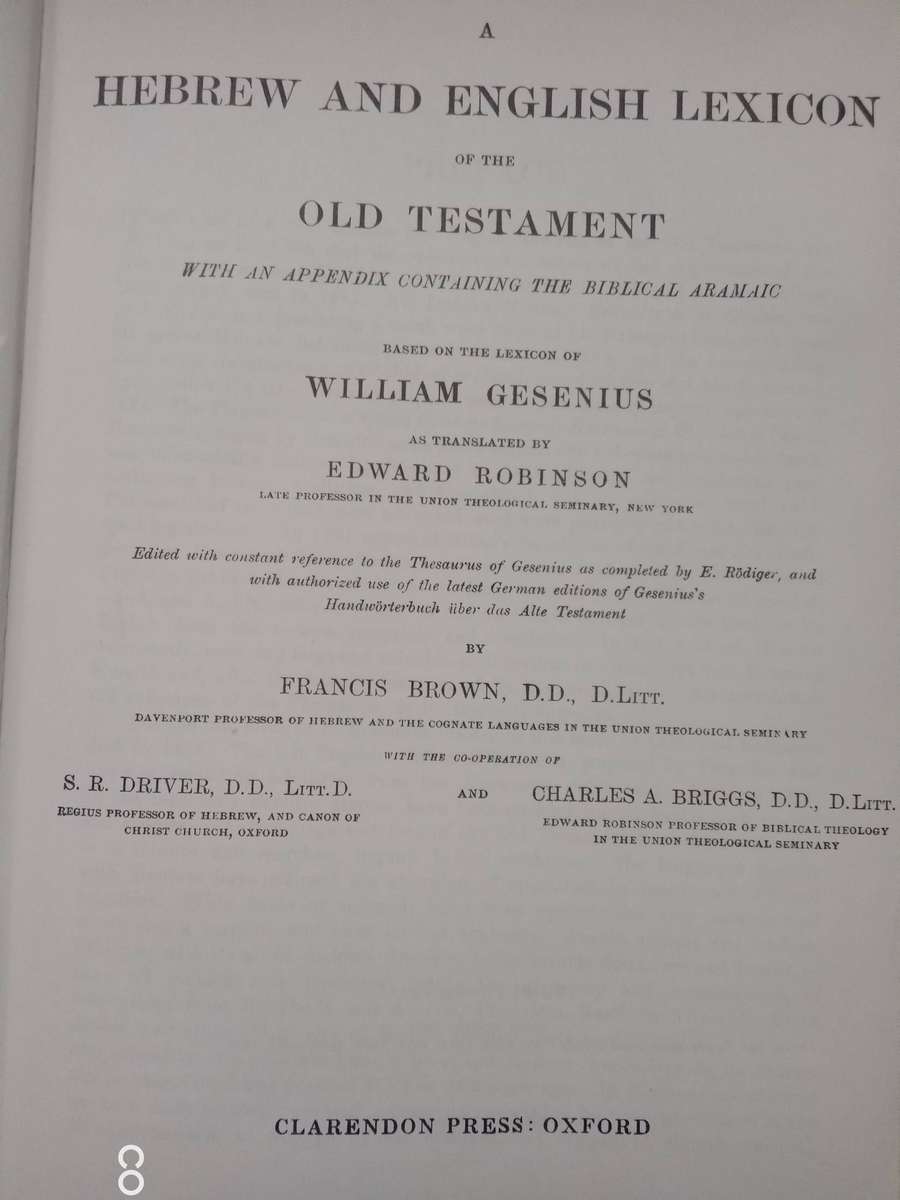 A
HEBREW AND ENGLISH LEXICON
OF THE
OLD TESTAMENT
WITH AN APPENDIX CONTAINING THE BIBLICAL ARAMAIC
BASED ON THE LEXICON OF
WILLIAM GESENIUS
AS TRANSLATED BY
EDWARD ROBINSON
LATE PROFESSOR IN THE UNION THEOLOGICAL SEMINARY, NEW YORK
Edited with constant reference to the Thesaurus of Gesenius as completed by E. Rödiger, and
with authorized use of the latest German editions of Gesenius's
Handwörterbuch über das Alte Testament
BY
FRANCIS BROWN, D.D., D.LITT.
DAVENPORT PROFESSOR OF HEBREW AND THE COGNATE LANGUAGES IN THE UNION THEOLOGICAL SEMINARY
WITH THE CO-OPERATION OF
S. R. DRIVER, D.D., LITT.D.
REGIUS PROFESSOR OF HEBREW, AND CANON OF
CHRIST CHURCH, OXFORD
AND
CHARLES A. BRIGGS, D.D., D.LITT.
EDWARD ROBINSON PROFESSOR OF BIBLICAL THEOLOGY
IN THE UNION THEOLOGICAL SEMINARY
CLARENDON PRESS: OXFORD